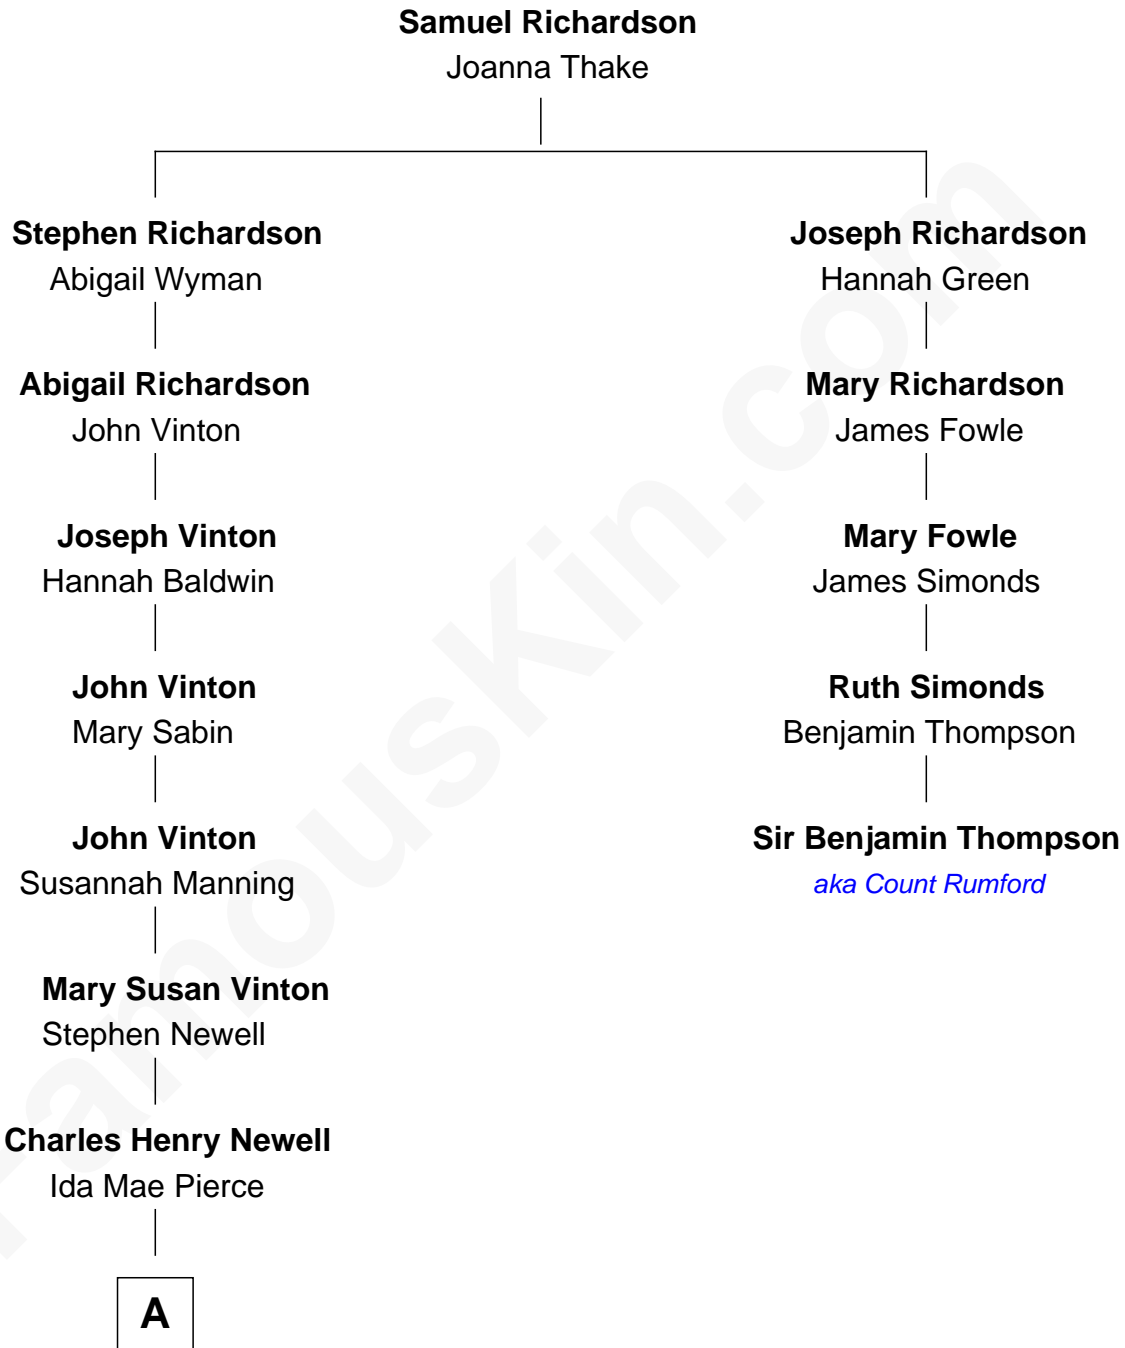 Samuel Richardson
Joanna Thake
Stephen Richardson
Abigail Wyman
Joseph Richardson
Hannah Green
Abigail Richardson
John Vinton
Mary Richardson
James Fowle
Joseph Vinton
Hannah Baldwin
Mary Fowle
James Simonds
John Vinton
Mary Sabin
Ruth Simonds
Benjamin Thompson
John Vinton
Susannah Manning
Sir Benjamin Thompson
aka Count Rumford
Mary Susan Vinton
Stephen Newell
Charles Henry Newell
Ida Mae Pierce
A
FamousKin.com